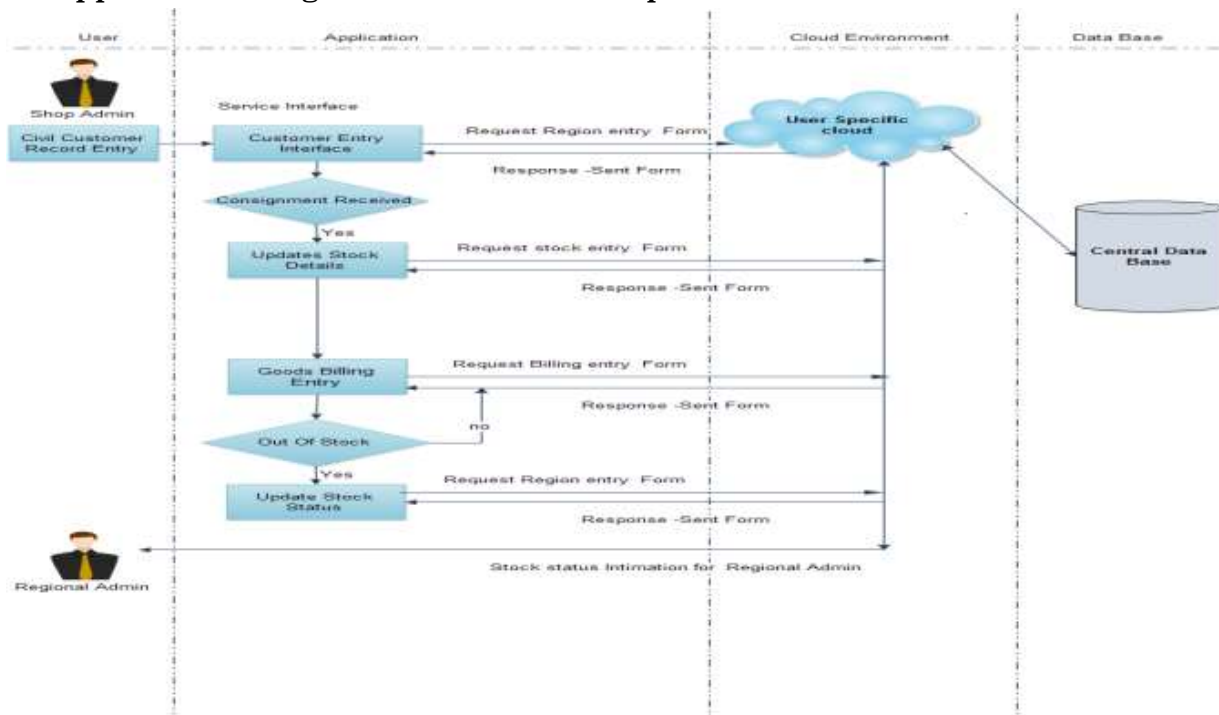 User
Application
Cloud Environment
Data Base
Shop Admin
Service Interface
Civil Customer
Record Entry
Customer Entry
Interface
Request Region entry Form
Response -Sent Form
User Specific
cloud
Consignment Received
Yes
Updates Stock
Details
Request stock entry Form
Response -Sent Form
Central Data
Base
Goods Billing
Entry
Request Billing entry Form
Response -Sent Form
no
Out Of Stock
Yes
Update Stock
Status
Request Region entry Form
Response -Sent Form
Regional Admin
Stock status Intimation for Regional Admin